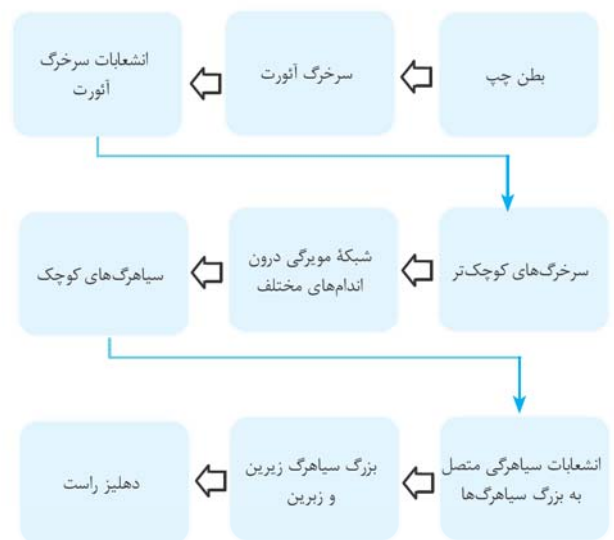 بطن چپ
سرخرگ آئورت
انشعابات سرخرگ
آئورت
سرخرگ‌های کوچک‌تر
شبکهٔ مویرگی درون
اندام‌های مختلف
سیاهرگ‌های کوچک
انشعابات سیاهرگی متصل
به بزرگ سیاهرگ‌ها
بزرگ سیاهرگ زیرین
و زبرین
دهلیز راست